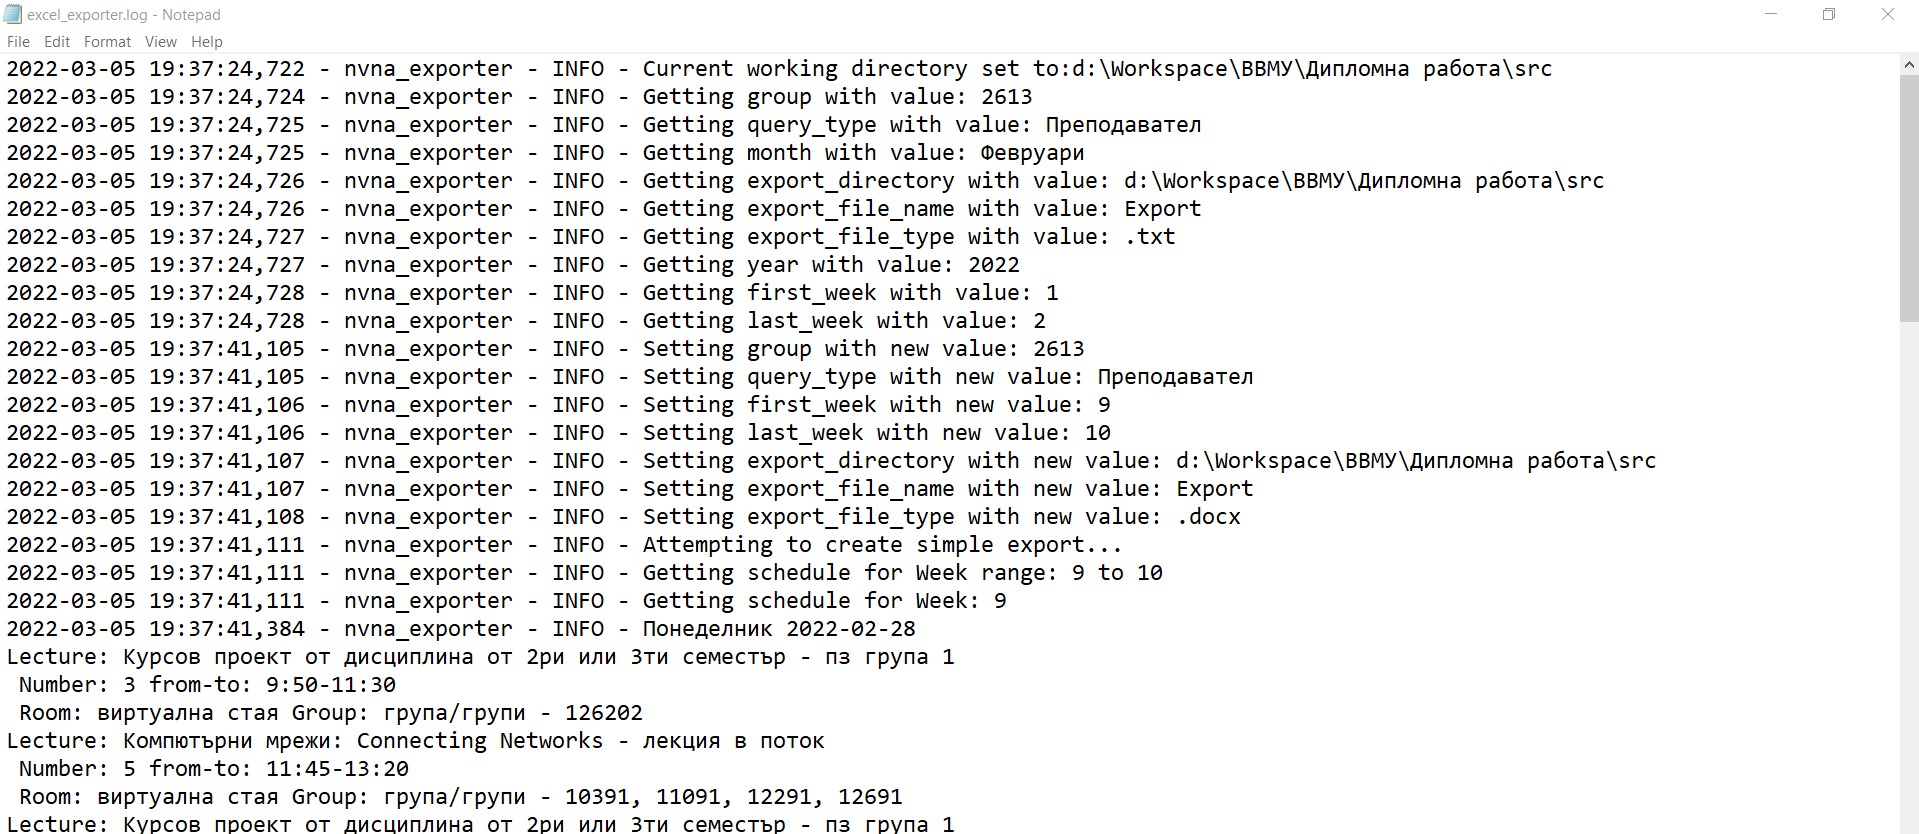 excel_exporter.log - Notepad
File Edit Format View Help
2022-03-05 19:37:24,722 - nvna_exporter - INFO - Current working directory set to:d:\Workspace\ВВМУ\Дипломна работа\src
2022-03-05 19:37:24,724 - nvna_exporter - INFO - Getting group with value: 2613
2022-03-05 19:37:24,725 - nvna_exporter - INFO - Getting query_type with value: Преподавател
2022-03-05 19:37:24,725 - nvna_exporter - INFO - Getting month with value: Февруари
2022-03-05 19:37:24,726 - nvna_exporter - INFO - Getting export_directory with value: d:\Workspace\ВВМУ\Дипломна работа\src
2022-03-05 19:37:24,726 - nvna_exporter - INFO - Getting export_file_name with value: Export
2022-03-05 19:37:24,727 - nvna_exporter - INFO - Getting export_file_type with value: .txt
2022-03-05 19:37:24,727 - nvna_exporter - INFO - Getting year with value: 2022
2022-03-05 19:37:24,728 - nvna_exporter - INFO - Getting first_week with value: 1
2022-03-05 19:37:24,728 - nvna_exporter - INFO - Getting last_week with value: 2
2022-03-05 19:37:41,105 - nvna_exporter - INFO - Setting group with new value: 2613
2022-03-05 19:37:41,105 - nvna_exporter - INFO - Setting query_type with new value: Преподавател
2022-03-05 19:37:41,106 - nvna_exporter - INFO - Setting first_week with new value: 9
2022-03-05 19:37:41,106 - nvna_exporter - INFO - Setting last_week with new value: 10
2022-03-05 19:37:41,107 - nvna_exporter - INFO - Setting export_directory with new value: d:\Workspace\ВВМУ\Дипломна работа\src
2022-03-05 19:37:41,107 - nvna_exporter - INFO - Setting export_file_name with new value: Export
2022-03-05 19:37:41,108 - nvna_exporter - INFO - Setting export_file_type with new value: .docx
2022-03-05 19:37:41,111 - nvna_exporter - INFO - Attempting to create simple export...
2022-03-05 19:37:41,111 - nvna_exporter - INFO - Getting schedule for Week range: 9 to 10
2022-03-05 19:37:41,111 - nvna_exporter - INFO - Getting schedule for Week: 9
2022-03-05 19:37:41,384 - nvna_exporter - INFO - Понеделник 2022-02-28
Lecture: Курсов проект от дисциплина от 2ри или 3ти семестър - пз група 1
Number: 3 from-to: 9:50-11:30
Room: виртуална стая Group: група/групи - 126202
Lecture: Компютърни мрежи: Connecting Networks - лекция в поток
Number: 5 from-to: 11:45-13:20
Room: виртуална стая Group: група/групи - 10391, 11091, 12291, 12691
Lecture: Курсов проект от дисциплина от 2ри или 3ти семестър - пз група 1